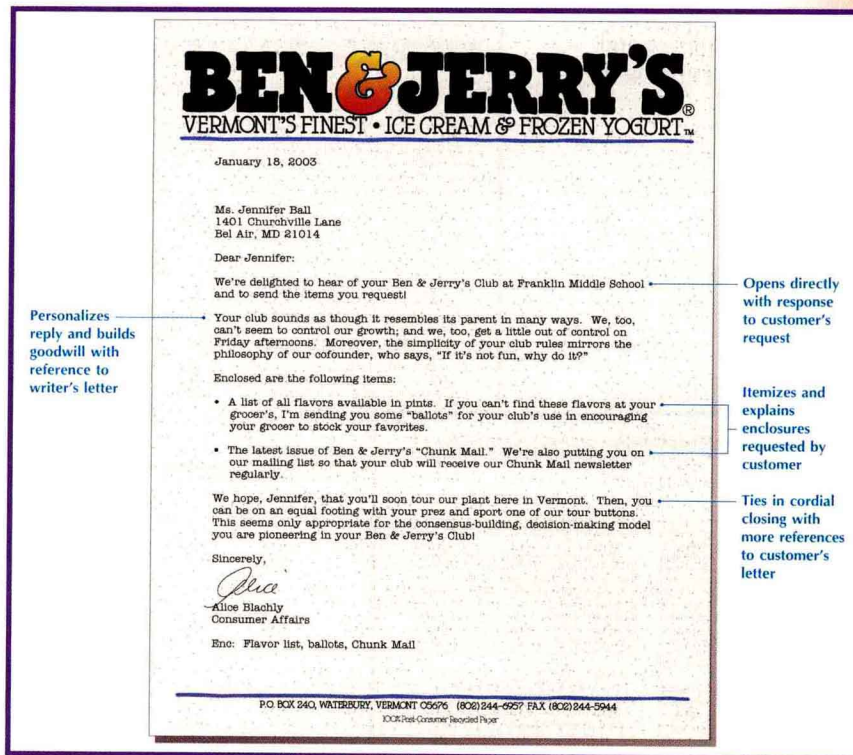 BEN & JERRY'S®
VERMONT'S FINEST • ICE CREAM & FROZEN YOGURT™
January 18, 2003
Ms. Jennifer Ball
1401 Churchville Lane
Bel Air, MD 21014
Dear Jennifer:
We're delighted to hear of your Ben & Jerry's Club at Franklin Middle School
and to send the items you request!
Your club sounds as though it resembles its parent in many ways. We, too,
can't seem to control our growth; and we, too, get a little out of control on
Friday afternoons. Moreover, the simplicity of your club rules mirrors the
philosophy of our cofounder, who says, "If it's not fun, why do it?"
Enclosed are the following items:
• A list of all flavors available in pints. If you can't find these flavors at your
grocer's, I'm sending you some "ballots" for your club's use in encouraging
your grocer to stock your favorites.
• The latest issue of Ben & Jerry's "Chunk Mail." We're also putting you on
our mailing list so that your club will receive our Chunk Mail newsletter
regularly.
We hope, Jennifer, that you'll soon tour our plant here in Vermont. Then, you
can be on an equal footing with your prez and sport one of our tour buttons.
This seems only appropriate for the consensus-building, decision-making model
you are pioneering in your Ben & Jerry's Club!
Sincerely,
Alice
Alice Blachly
Consumer Affairs
Enc: Flavor list, ballots, Chunk Mail
P.O. BOX 240, WATERBURY, VERMONT 05676 (802) 244-6957 FAX (802) 244-5944
100% Post-Consumer Recycled Paper
Personalizes
reply and builds
goodwill with
reference to
writer's letter
Opens directly
with response
to customer's
request
Itemizes and
explains
enclosures
requested by
customer
Ties in cordial
closing with
more references
to customer's
letter